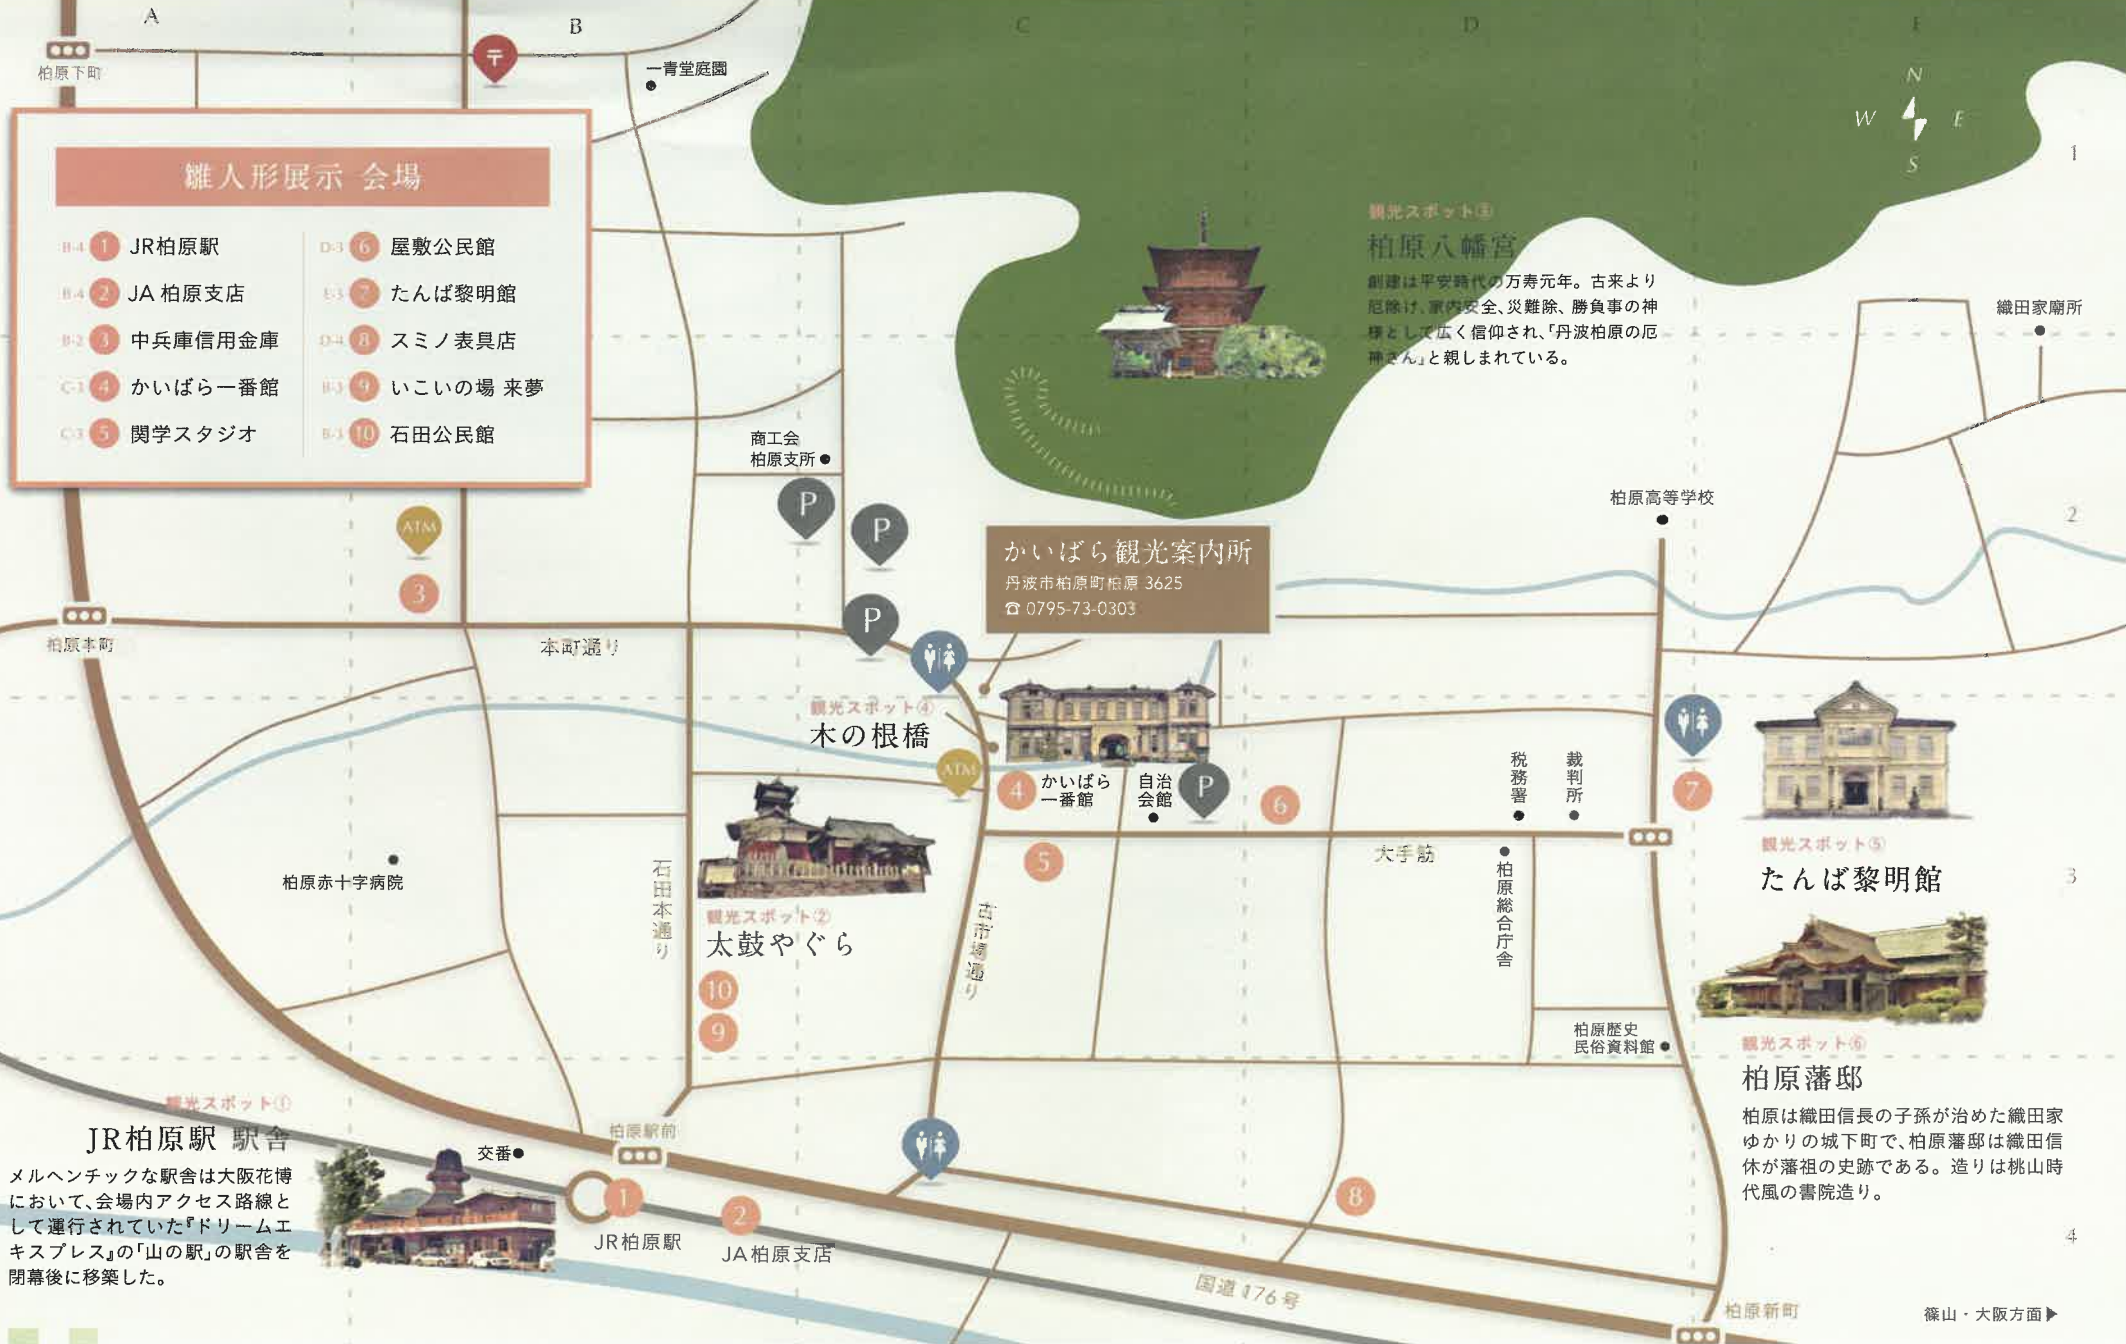 A
B
C
D
E
柏原下町
〒
一青堂庭園
N
W E
S
1
雛人形展示 会場
B-4 1 JR柏原駅
B-4 2 JA 柏原支店
B-2 3 中兵庫信用金庫
C-3 4 かいばら一番館
C-3 5 関学スタジオ
D-3 6 屋敷公民館
E-3 7 たんば黎明館
D-4 8 スミノ表具店
B-3 9 いこいの場 来夢
B-3 10 石田公民館
観光スポット③
柏原八幡宮
創建は平安時代の万寿元年。古来より
厄除け、家内安全、災難除、勝負事の神
様として広く信仰され、「丹波柏原の厄
神さん」と親しまれている。
織田家廟所
商工会
柏原支所
P
P
P
ATM
3
柏原高等学校
2
かいばら観光案内所
丹波市柏原町柏原 3625
☎ 0795-73-0303
柏原本町
本町通り
観光スポット④
木の根橋
ATM
4
かいばら
一番館
自治
会館
P
6
税務署
裁判所
7
5
大手筋
柏原総合庁舎
観光スポット⑤
たんば黎明館
3
柏原赤十字病院
石田本通り
観光スポット②
太鼓やぐら
古市場通り
10
9
柏原歴史
民俗資料館
観光スポット⑥
柏原藩邸
柏原は織田信長の子孫が治めた織田家
ゆかりの城下町で、柏原藩邸は織田信
休が藩祖の史跡である。造りは桃山時
代風の書院造り。
観光スポット①
JR柏原駅 駅舎
メルヘンチックな駅舎は大阪花博
において、会場内アクセス路線と
して運行されていた『ドリームエ
キスプレス』の「山の駅」の駅舎を
閉幕後に移築した。
交番
柏原駅前
1
JR柏原駅
2
JA柏原支店
8
4
国道176号
柏原新町
篠山・大阪方面▶